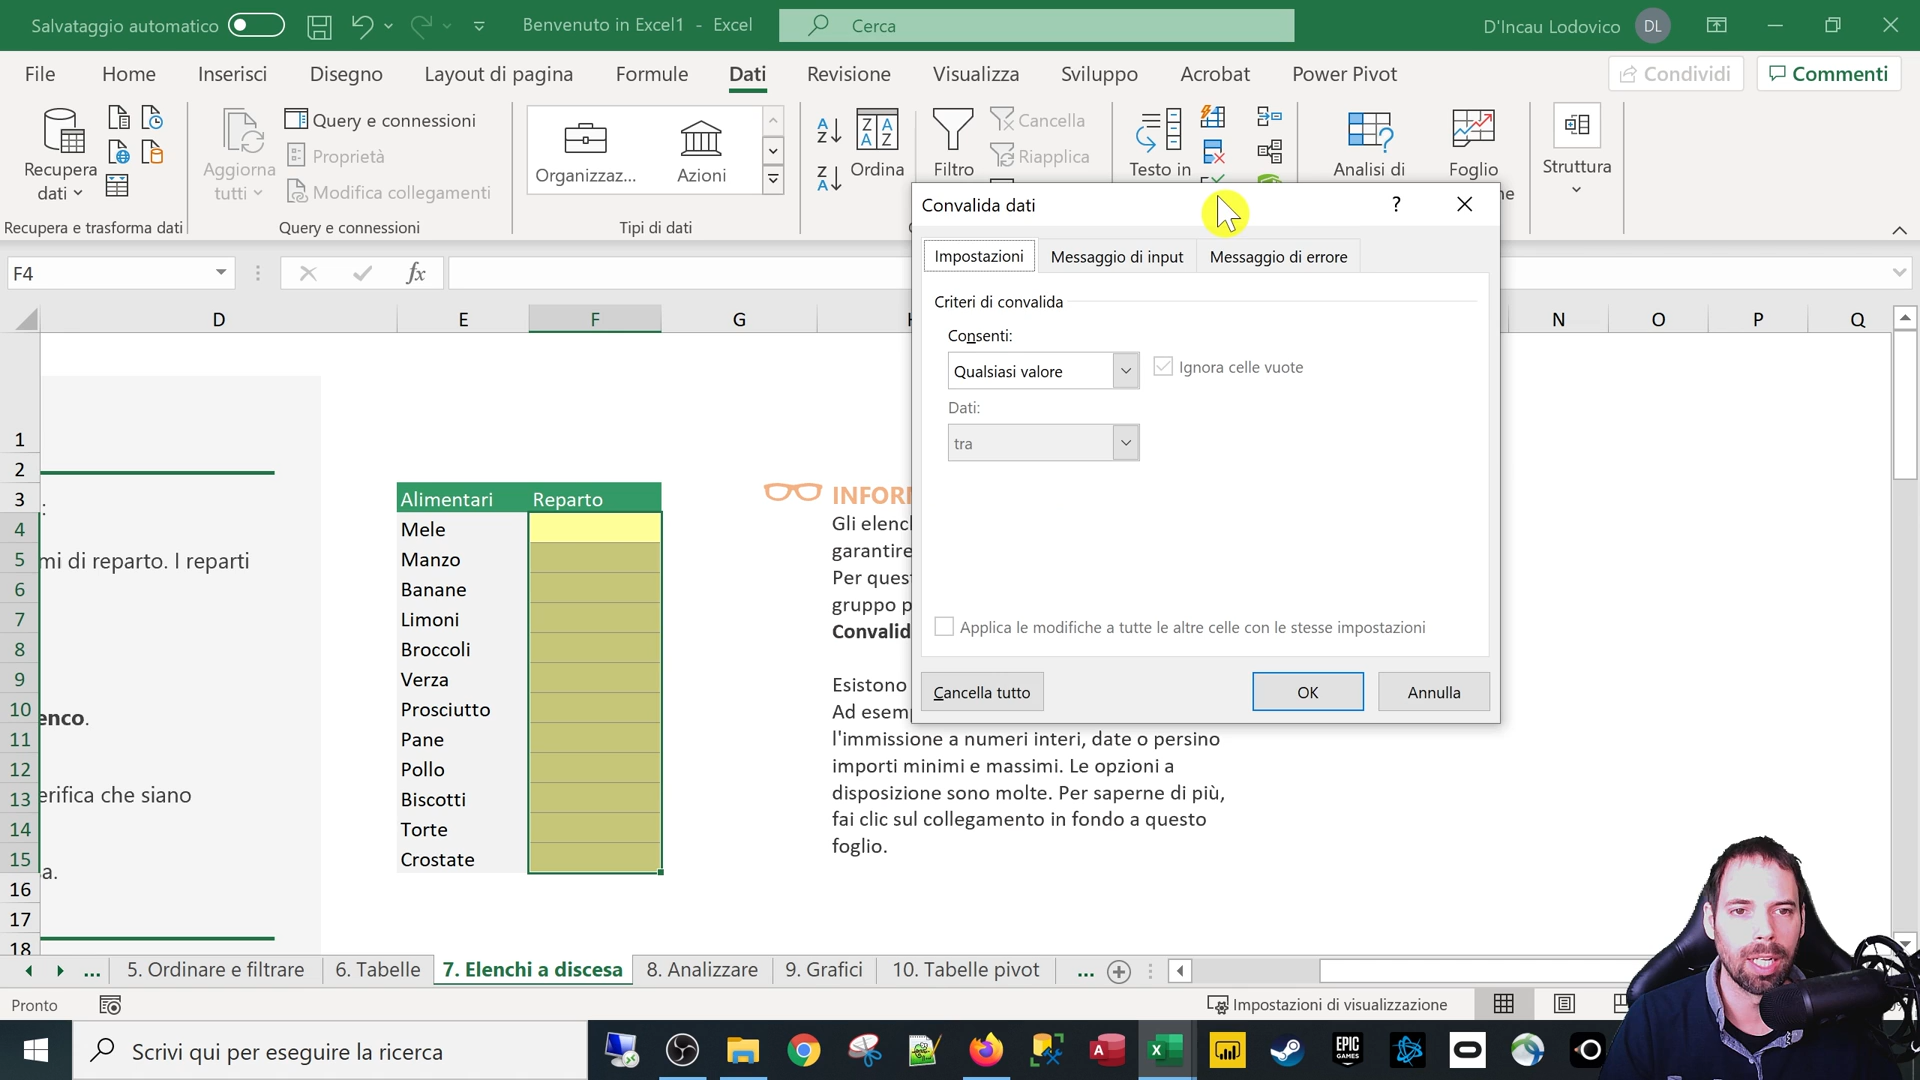 Salvataggio automatico
Benvenuto in Excel1 - Excel
Cerca
D'Incau Lodovico
DL
File
Home
Inserisci
Disegno
Layout di pagina
Formule
Dati
Revisione
Visualizza
Sviluppo
Acrobat
Power Pivot
Condividi
Commenti
Recupera dati
Aggiorna tutti
Query e connessioni
Proprietà
Modifica collegamenti
Organizzaz...
Azioni
Ordina
Filtro
Cancella
Riapplica
Testo in
Analisi di
Foglio
Struttura
Recupera e trasforma dati
Query e connessioni
Tipi di dati
Convalida dati
?
Impostazioni
Messaggio di input
Messaggio di errore
Criteri di convalida
Consenti:
Qualsiasi valore
Ignora celle vuote
Dati:
tra
Applica le modifiche a tutte le altre celle con le stesse impostazioni
Cancella tutto
OK
Annulla
F4
fx
D E F G N O P Q
1
2
3
4
5
6
7
8
9
10
11
12
13
14
15
16
17
18
:
mi di reparto. I reparti
enco.
erifica che siano
a.
Alimentari Reparto
Mele
Manzo
Banane
Limoni
Broccoli
Verza
Prosciutto
Pane
Pollo
Biscotti
Torte
Crostate
INFOR
Gli elenc
garantire
Per ques
gruppo p
Convalid
Esistono
Ad esem
l'immissione a numeri interi, date o persino
importi minimi e massimi. Le opzioni a
disposizione sono molte. Per saperne di più,
fai clic sul collegamento in fondo a questo
foglio.
...
5. Ordinare e filtrare
6. Tabelle
7. Elenchi a discesa
8. Analizzare
9. Grafici
10. Tabelle pivot
...
Pronto
Impostazioni di visualizzazione
Scrivi qui per eseguire la ricerca
EPIC
GAMES